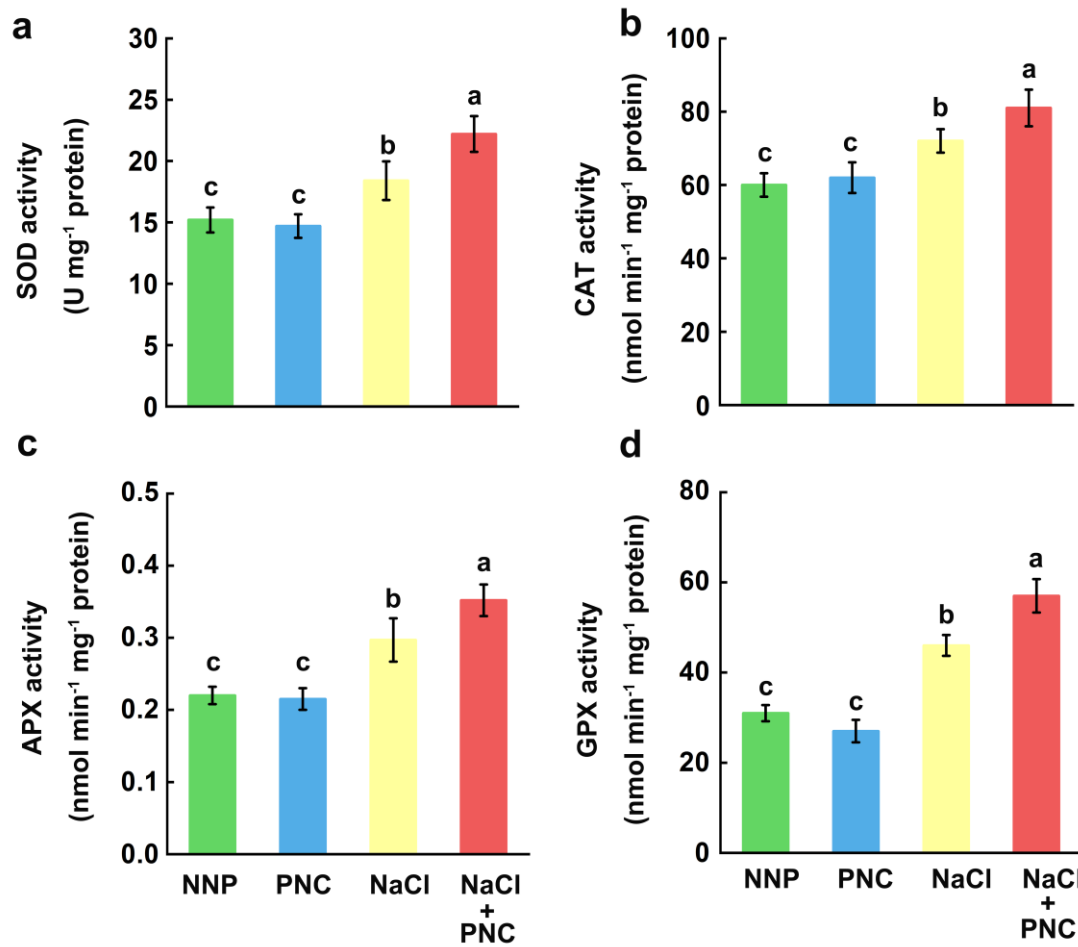 a
SOD activity
(U mg⁻¹ protein)
30
25
20
15
10
5
0
c
c
b
a
b
CAT activity
(nmol min⁻¹ mg⁻¹ protein)
100
80
60
40
20
0
c
c
b
a
c
APX activity
(nmol min⁻¹ mg⁻¹ protein)
0.5
0.4
0.3
0.2
0.1
0.0
c
c
b
a
NNP
PNC
NaCl
NaCl
+
PNC
d
GPX activity
(nmol min⁻¹ mg⁻¹ protein)
80
60
40
20
0
c
c
b
a
NNP
PNC
NaCl
NaCl
+
PNC